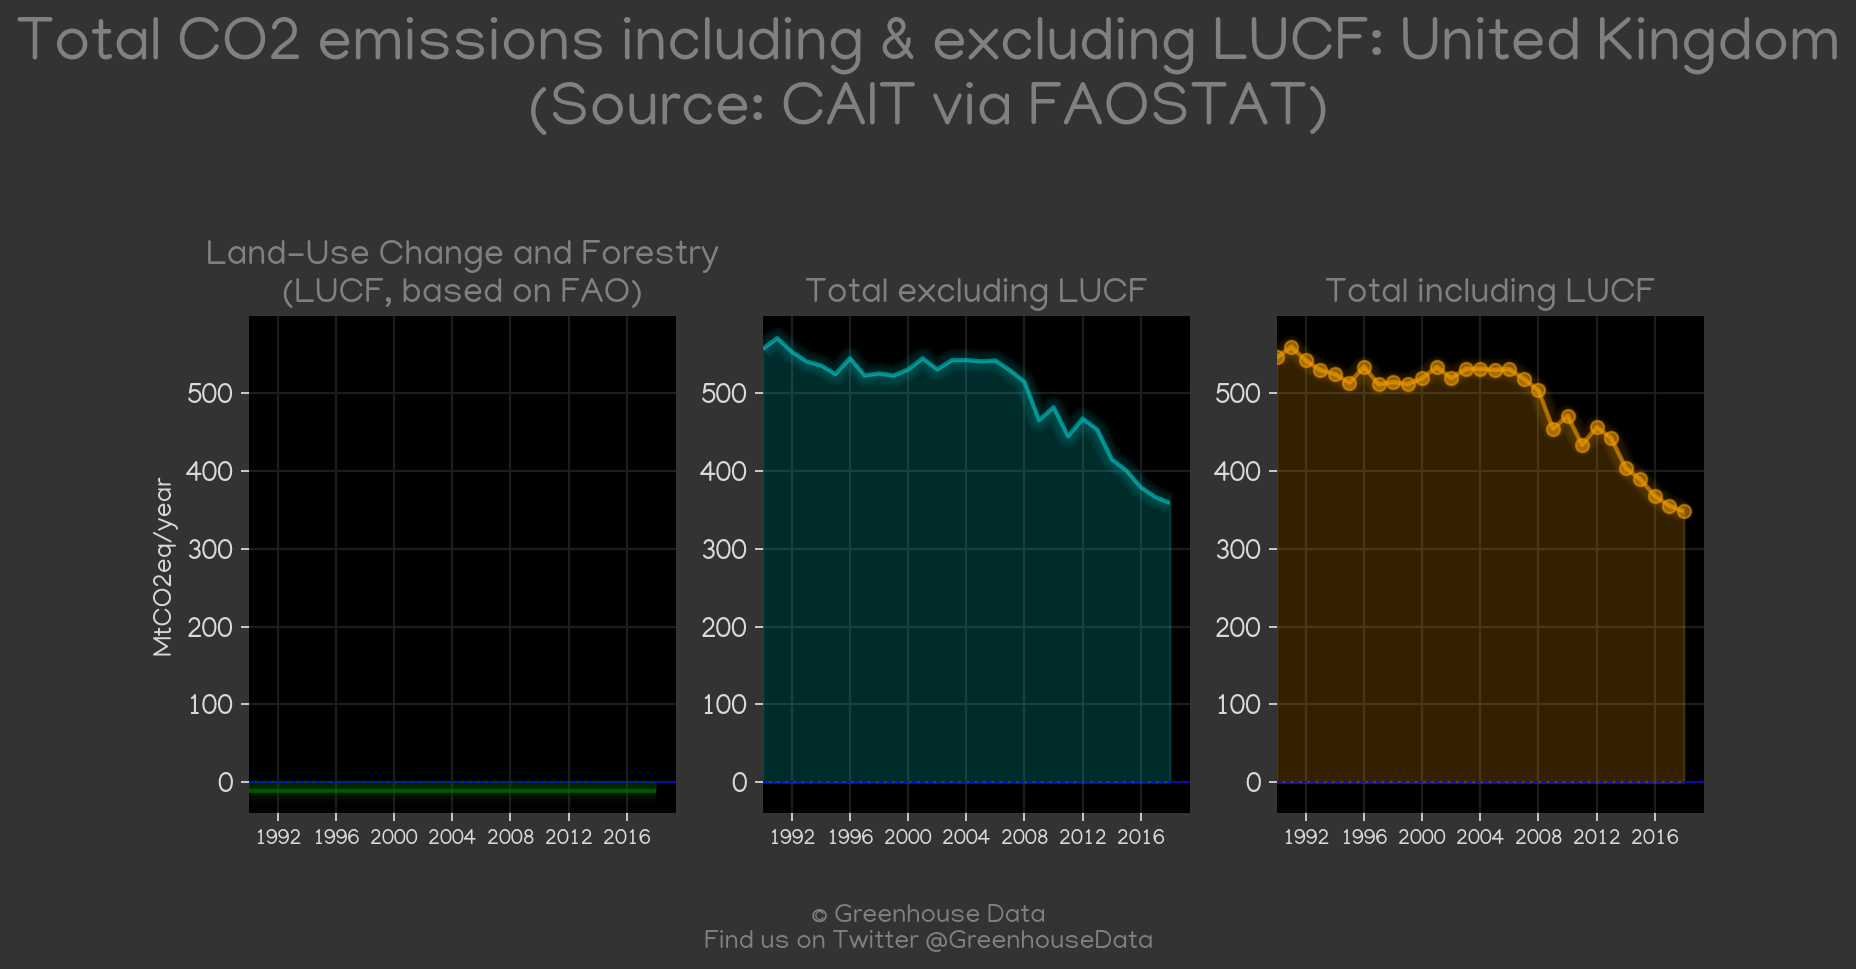 Total CO2 emissions including & excluding LUCF: United Kingdom
(Source: CAIT via FAOSTAT)
Land-Use Change and Forestry
(LUCF, based on FAO)
MtCO2eq/year
500
400
300
200
100
0
1992 1996 2000 2004 2008 2012 2016
Total excluding LUCF
500
400
300
200
100
0
1992 1996 2000 2004 2008 2012 2016
Total including LUCF
500
400
300
200
100
0
1992 1996 2000 2004 2008 2012 2016
© Greenhouse Data
Find us on Twitter @GreenhouseData